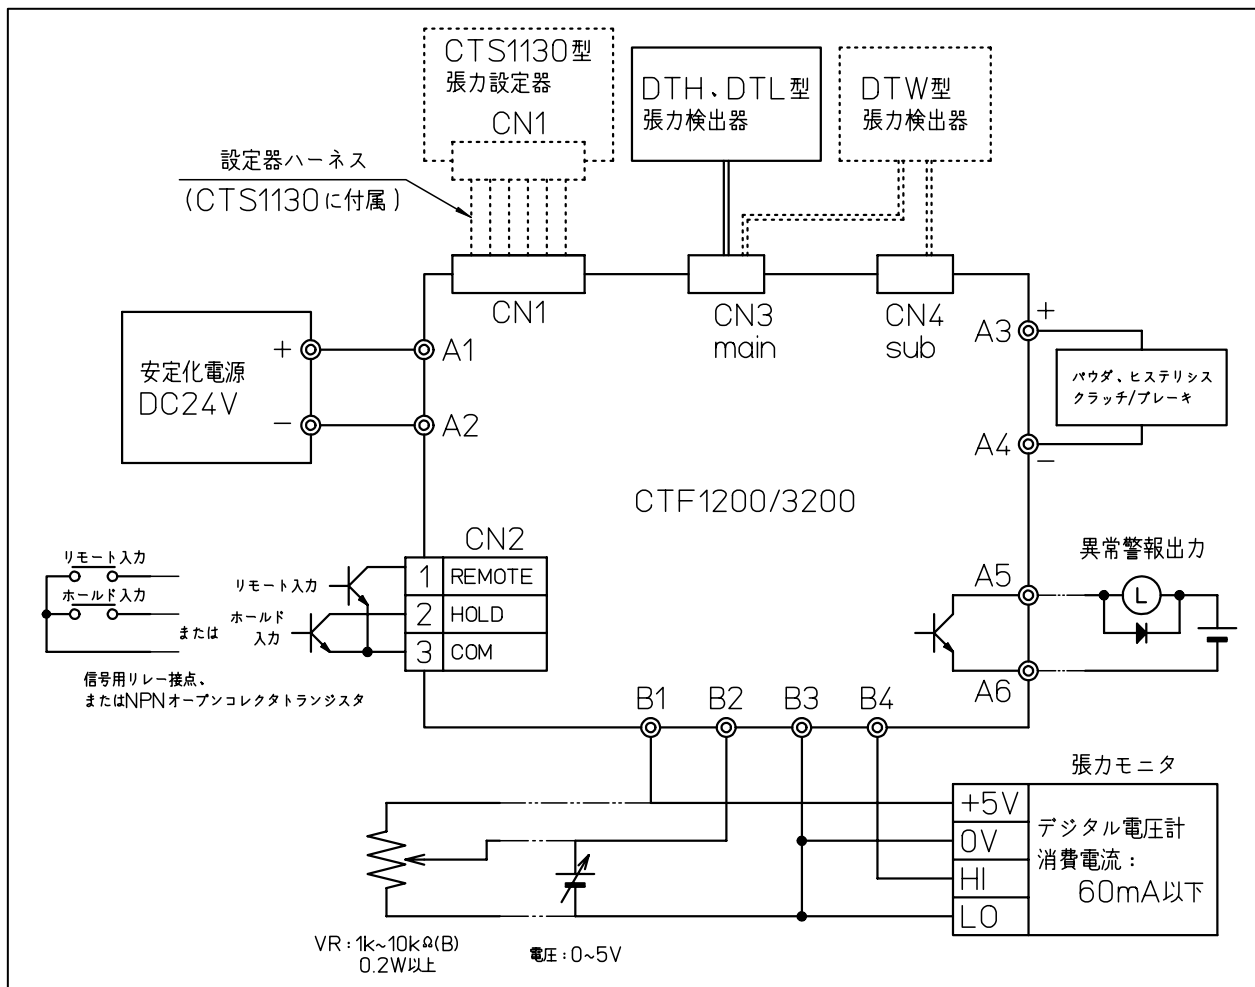 CTS1130型
張力設定器
CN1
DTH、DTL型
張力検出器
DTW型
張力検出器
設定器ハーネス
(CTS1130に付属)
CN1
CN3
main
CN4
sub
A3
+
安定化電源
DC24V
+
−
A1
A2
パウダ、ヒステリシス
クラッチ/ブレーキ
A4
−
CTF1200/3200
CN2
リモート入力
ホールド入力
または
リモート入力
ホールド
入力
1 REMOTE
2 HOLD
3 COM
信号用リレー接点、
またはNPNオープンコレクタトランジスタ
異常警報出力
A5
L
A6
B1
B2
B3
B4
張力モニタ
+5V
0V
HI
LO
デジタル電圧計
消費電流:
60mA以下
VR:1k~10kΩ(B)
0.2W以上
電圧:0~5V